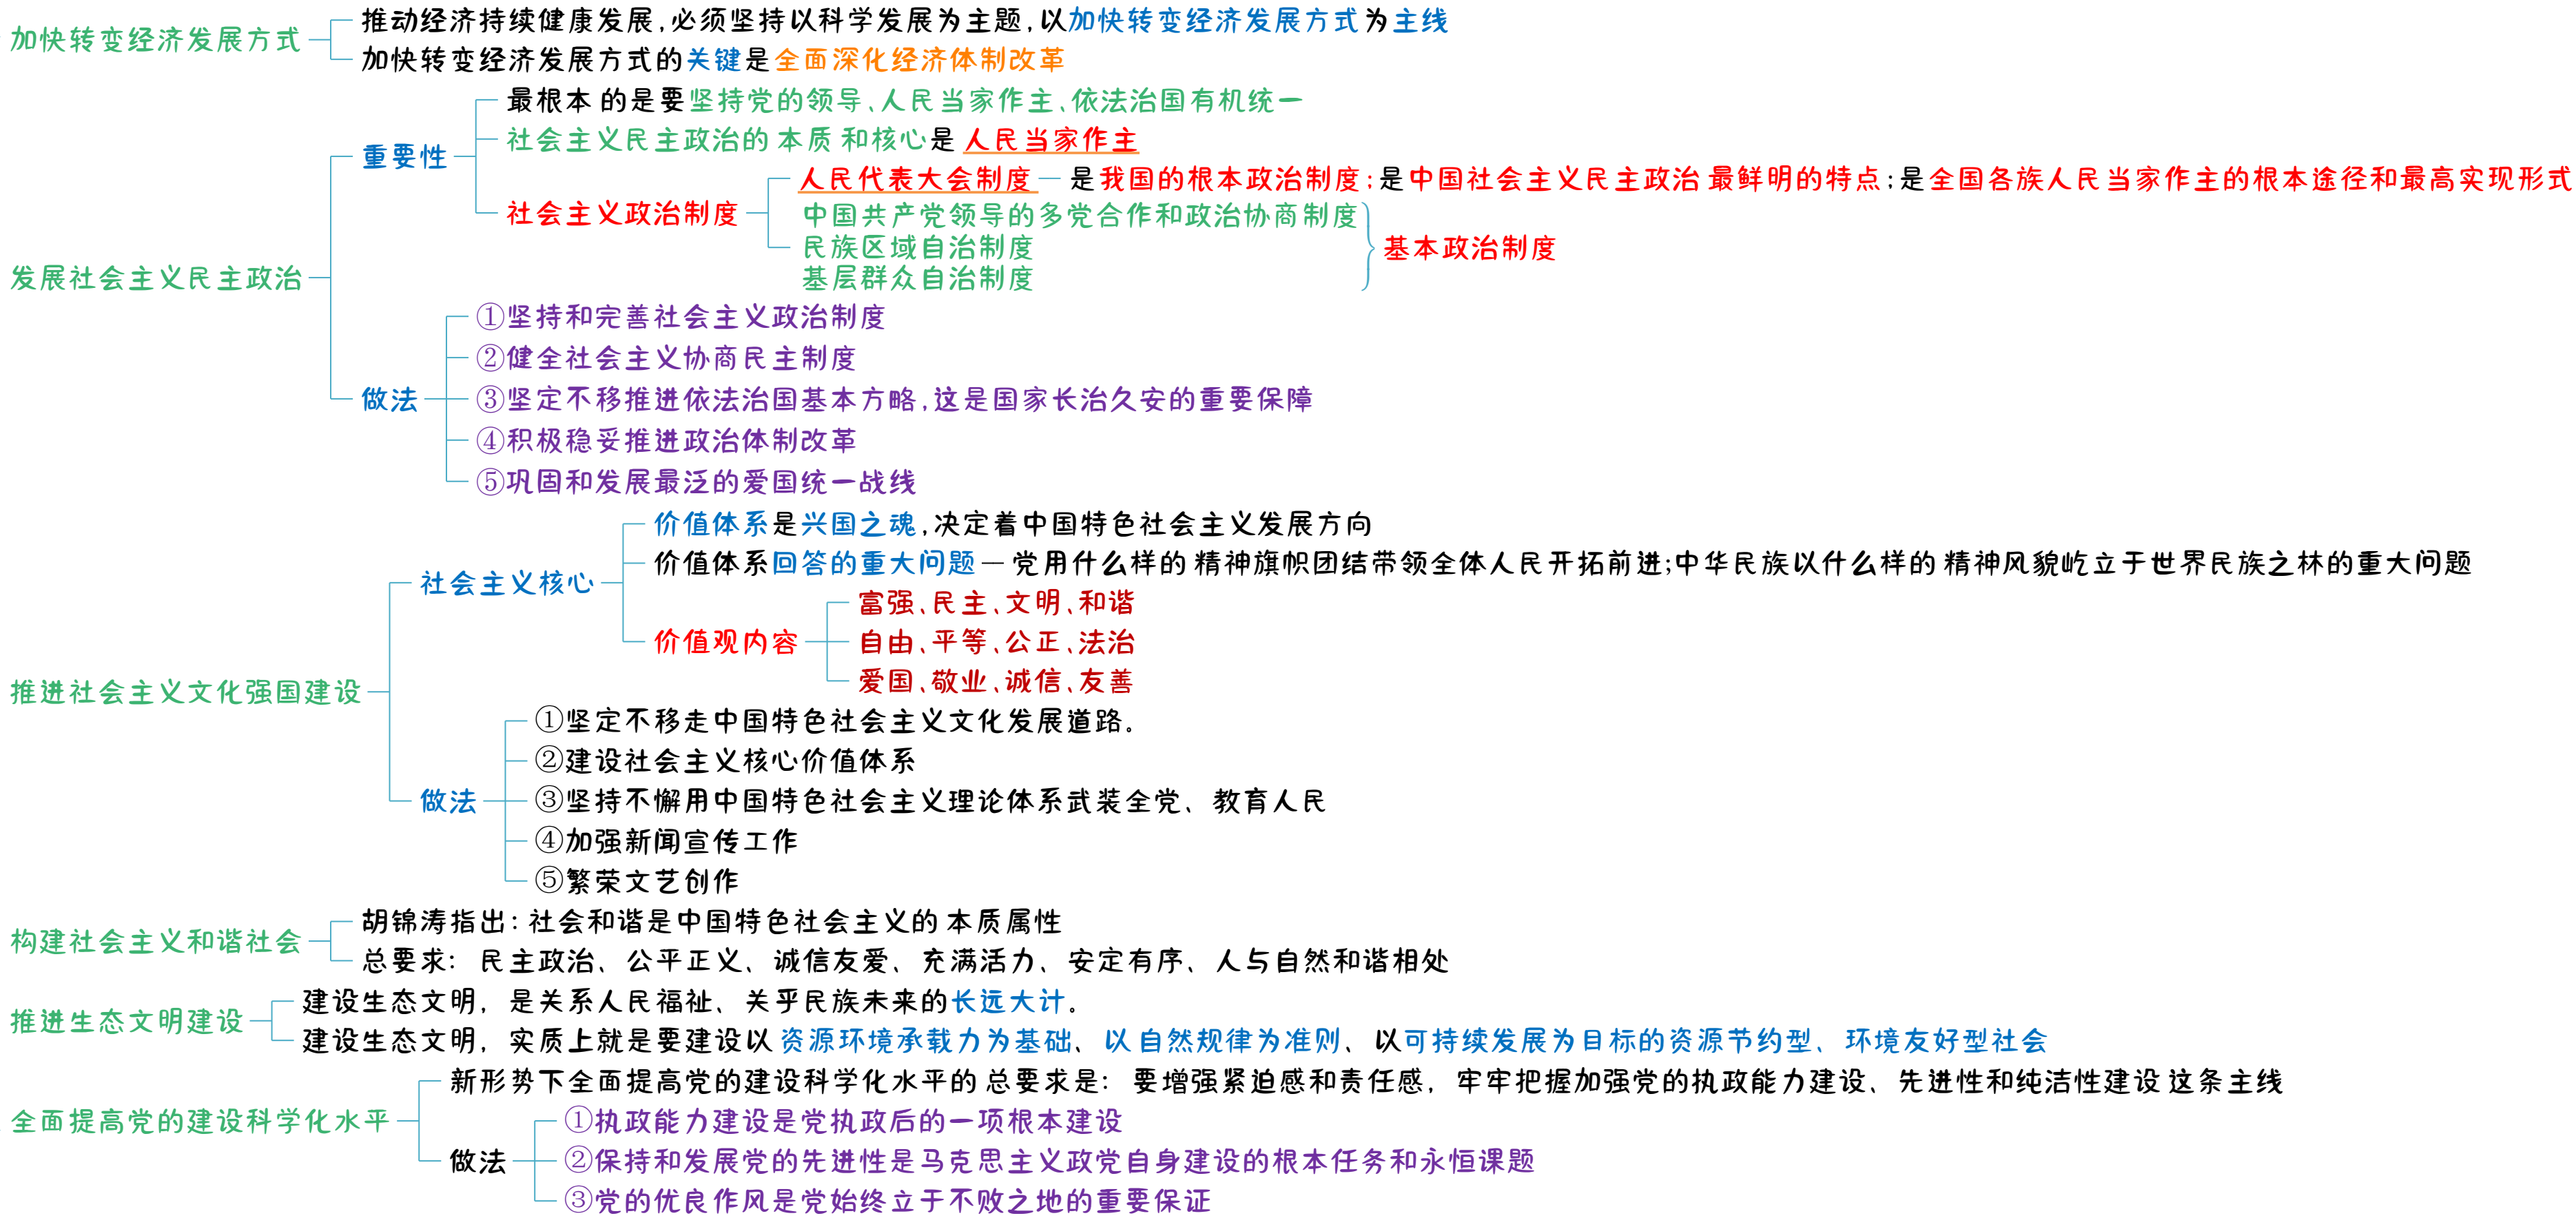 加快转变经济发展方式
推动经济持续健康发展,必须坚持以科学发展为主题,以加快转变经济发展方式为主线
加快转变经济发展方式的关键是全面深化经济体制改革
发展社会主义民主政治
重要性
最根本的是要坚持党的领导、人民当家作主、依法治国有机统一
社会主义民主政治的本质和核心是人民当家作主
社会主义政治制度
人民代表大会制度 — 是我国的根本政治制度;是中国社会主义民主政治最鲜明的特点;是全国各族人民当家作主的根本途径和最高实现形式
中国共产党领导的多党合作和政治协商制度
民族区域自治制度
基层群众自治制度
基本政治制度
做法
①坚持和完善社会主义政治制度
②健全社会主义协商民主制度
③坚定不移推进依法治国基本方略,这是国家长治久安的重要保障
④积极稳妥推进政治体制改革
⑤巩固和发展最泛的爱国统一战线
推进社会主义文化强国建设
社会主义核心
价值体系是兴国之魂,决定着中国特色社会主义发展方向
价值体系回答的重大问题 — 党用什么样的精神旗帜团结带领全体人民开拓前进;中华民族以什么样的精神风貌屹立于世界民族之林的重大问题
价值观内容
富强、民主、文明、和谐
自由、平等、公正、法治
爱国、敬业、诚信、友善
做法
①坚定不移走中国特色社会主义文化发展道路。
②建设社会主义核心价值体系
③坚持不懈用中国特色社会主义理论体系武装全党、教育人民
④加强新闻宣传工作
⑤繁荣文艺创作
构建社会主义和谐社会
胡锦涛指出:社会和谐是中国特色社会主义的本质属性
总要求:民主政治、公平正义、诚信友爱、充满活力、安定有序、人与自然和谐相处
推进生态文明建设
建设生态文明,是关系人民福祉、关乎民族未来的长远大计。
建设生态文明,实质上就是要建设以资源环境承载力为基础、以自然规律为准则、以可持续发展为目标的资源节约型、环境友好型社会
全面提高党的建设科学化水平
新形势下全面提高党的建设科学化水平的总要求是:要增强紧迫感和责任感,牢牢把握加强党的执政能力建设、先进性和纯洁性建设这条主线
做法
①执政能力建设是党执政后的一项根本建设
②保持和发展党的先进性是马克思主义政党自身建设的根本任务和永恒课题
③党的优良作风是党始终立于不败之地的重要保证